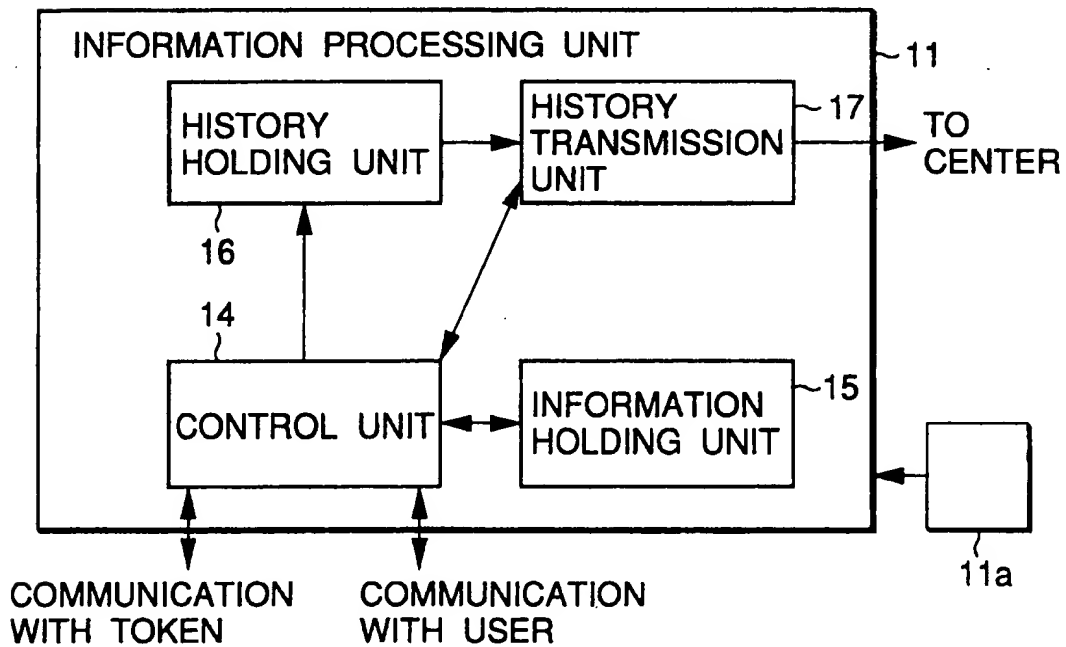 INFORMATION PROCESSING UNIT
11
HISTORY
HOLDING UNIT
16
HISTORY
TRANSMISSION
UNIT
17
TO
CENTER
14
CONTROL UNIT
INFORMATION
HOLDING UNIT
15
11a
COMMUNICATION
WITH TOKEN
COMMUNICATION
WITH USER